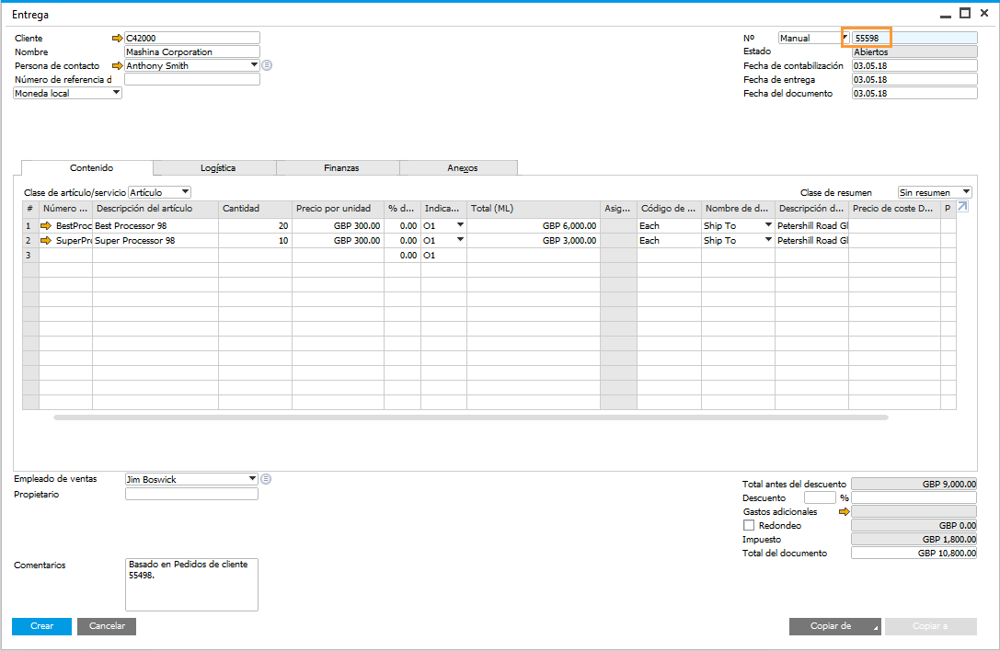 Entrega
Cliente C42000 Nº Manual 55598
Nombre Mashina Corporation Estado Abiertos
Persona de contacto Anthony Smith Fecha de contabilización 03.05.18
Número de referencia d Fecha de entrega 03.05.18
Moneda local Fecha del documento 03.05.18
Contenido Logística Finanzas Anexos
Clase de artículo/servicio Artículo Clase de resumen Sin resumen
# Número ... Descripción del artículo Cantidad Precio por unidad % d... Indica... Total (ML) Asig... Código de ... Nombre de d... Descripción d... Precio de coste D... P
1 BestProc Best Processor 98 20 GBP 300.00 0.00 O1 GBP 6,000.00 Each Ship To Petershill Road Gl
2 SuperPro Super Processor 98 10 GBP 300.00 0.00 O1 GBP 3,000.00 Each Ship To Petershill Road Gl
3 0.00 O1
Empleado de ventas Jim Boswick
Propietario
Total antes del descuento GBP 9,000.00
Descuento %
Gastos adicionales
Redondeo GBP 0.00
Impuesto GBP 1,800.00
Total del documento GBP 10,800.00
Comentarios Basado en Pedidos de cliente
55498.
Crear Cancelar Copiar de Copiar a